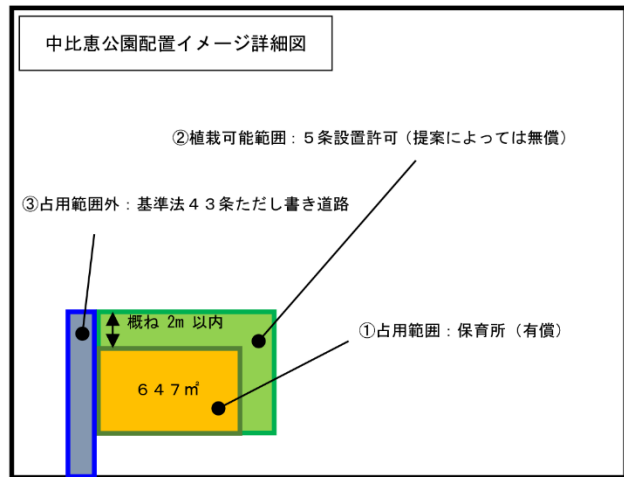 中比恵公園配置イメージ詳細図
②植栽可能範囲：５条設置許可（提案によっては無償）
③占用範囲外：基準法４３条ただし書き道路
概ね 2m 以内
①占用範囲：保育所（有償）
６４７㎡